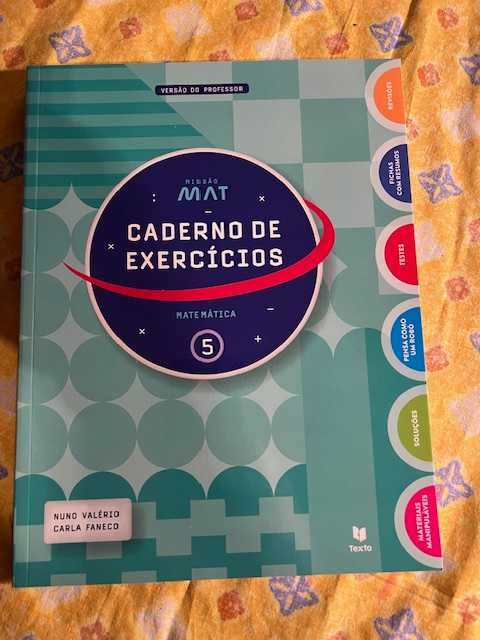 VERSÃO DO PROFESSOR
MISSÃO
MAT
CADERNO DE
EXERCÍCIOS
MATEMÁTICA
5
REVISÕES
FICHAS
COM RESUMOS
TESTES
PENSA COMO
UM ROBÔ
SOLUÇÕES
MATERIAIS
MANIPULÁVEIS
NUNO VALÉRIO
CARLA FANECO
Texto